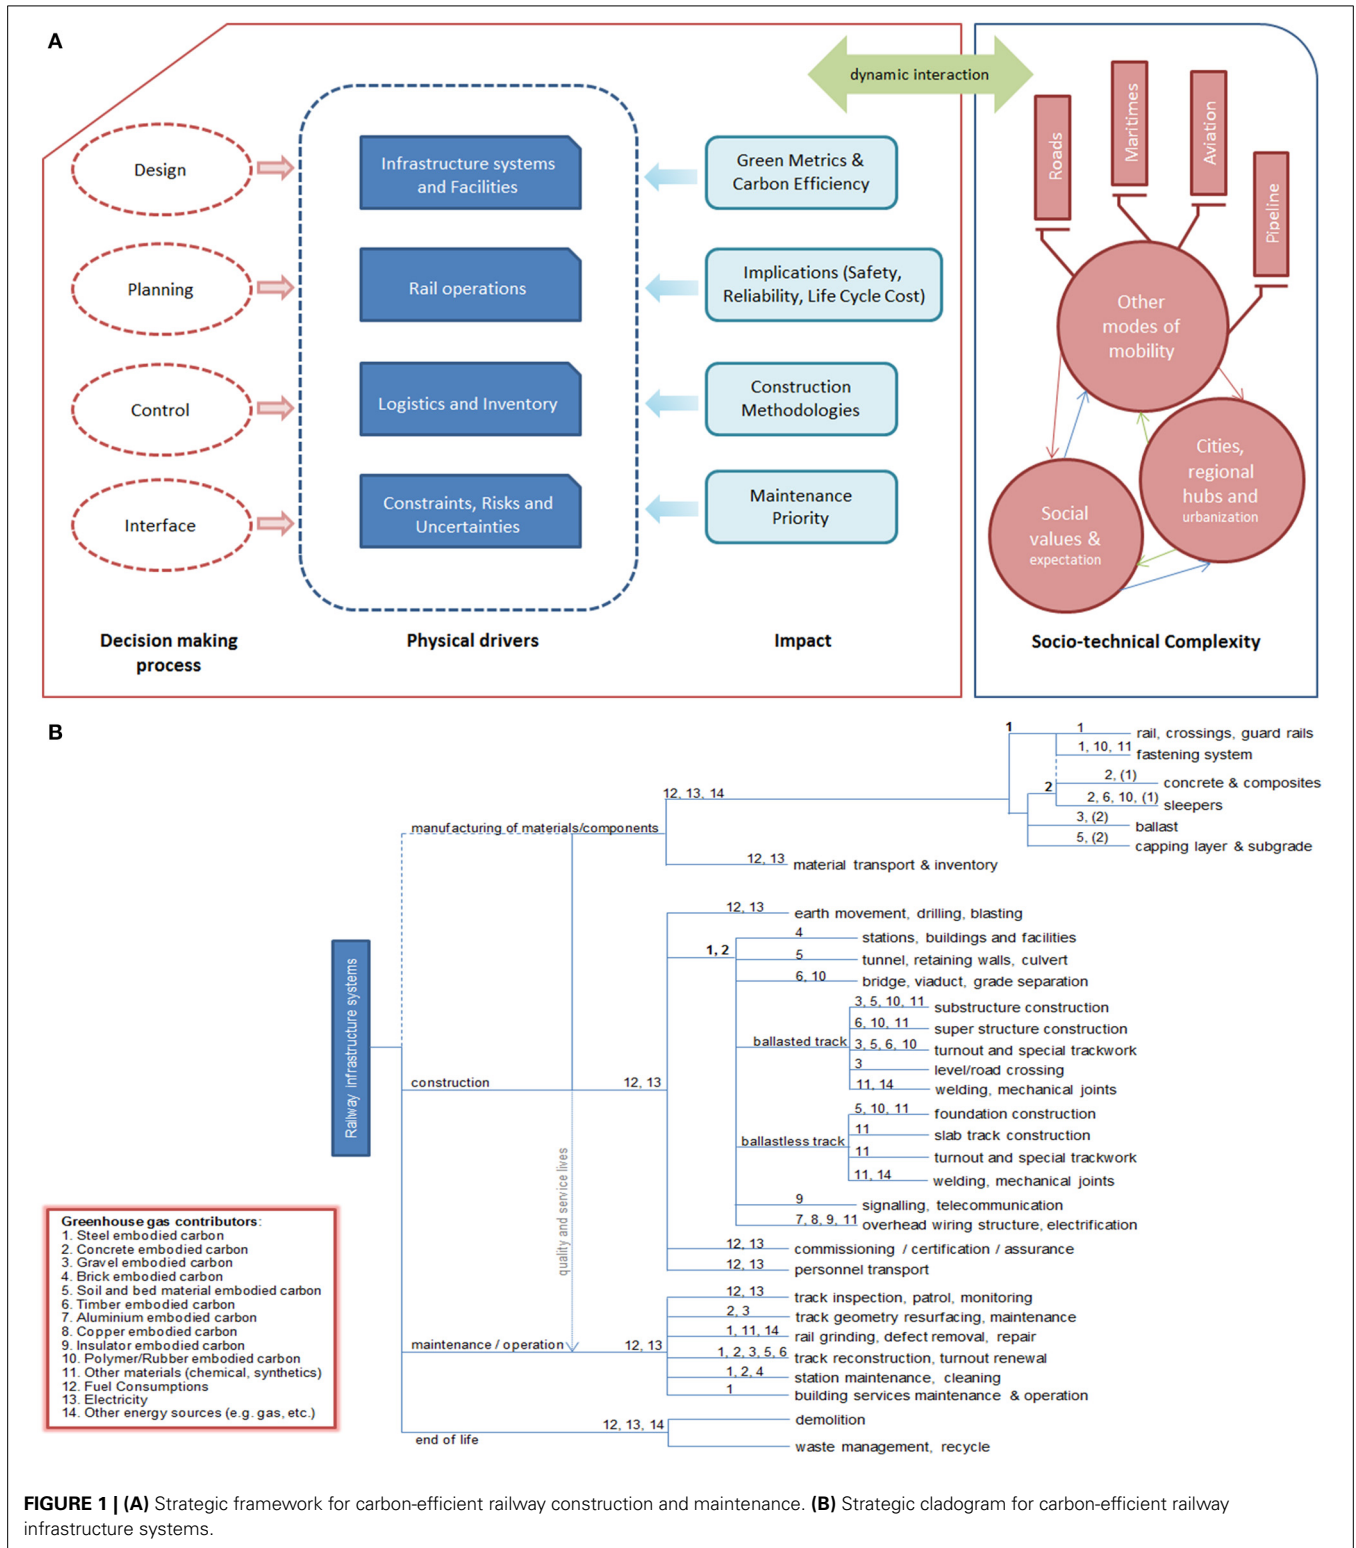 A
dynamic interaction
Design
Planning
Control
Interface
Infrastructure systems
and Facilities
Rail operations
Logistics and Inventory
Constraints, Risks and
Uncertainties
Green Metrics &
Carbon Efficiency
Implications (Safety,
Reliability, Life Cycle Cost)
Construction
Methodologies
Maintenance
Priority
Decision making
process
Physical drivers
Impact
Roads
Maritimes
Aviation
Pipeline
Other
modes of
mobility
Cities,
regional
hubs and
urbanization
Social
values &
expectation
Socio-technical Complexity
B
Railway infrastructure systems
manufacturing of materials/components
12, 13, 14
1
1
rail, crossings, guard rails
1, 10, 11
fastening system
2
2, (1)
concrete & composites
2, 6, 10, (1)
sleepers
3, (2)
ballast
5, (2)
capping layer & subgrade
12, 13
material transport & inventory
construction
12, 13
12, 13
earth movement, drilling, blasting
1, 2
4
stations, buildings and facilities
5
tunnel, retaining walls, culvert
6, 10
bridge, viaduct, grade separation
ballasted track
3, 5, 10, 11
substructure construction
6, 10, 11
super structure construction
3, 5, 6, 10
turnout and special trackwork
3
level/road crossing
11, 14
welding, mechanical joints
ballastless track
5, 10, 11
foundation construction
11
slab track construction
11
turnout and special trackwork
11, 14
welding, mechanical joints
9
signalling, telecommunication
7, 8, 9, 11
overhead wiring structure, electrification
12, 13
commissioning / certification / assurance
12, 13
personnel transport
quality and service lives
maintenance / operation
12, 13
12, 13
track inspection, patrol, monitoring
2, 3
track geometry resurfacing, maintenance
1, 11, 14
rail grinding, defect removal, repair
1, 2, 3, 5, 6
track reconstruction, turnout renewal
1, 2, 4
station maintenance, cleaning
1
building services maintenance & operation
end of life
12, 13, 14
demolition
waste management, recycle
Greenhouse gas contributors:
1. Steel embodied carbon
2. Concrete embodied carbon
3. Gravel embodied carbon
4. Brick embodied carbon
5. Soil and bed material embodied carbon
6. Timber embodied carbon
7. Aluminium embodied carbon
8. Copper embodied carbon
9. Insulator embodied carbon
10. Polymer/Rubber embodied carbon
11. Other materials (chemical, synthetics)
12. Fuel Consumptions
13. Electricity
14. Other energy sources (e.g. gas, etc.)
FIGURE 1 | (A) Strategic framework for carbon-efficient railway construction and maintenance. (B) Strategic cladogram for carbon-efficient railway
infrastructure systems.